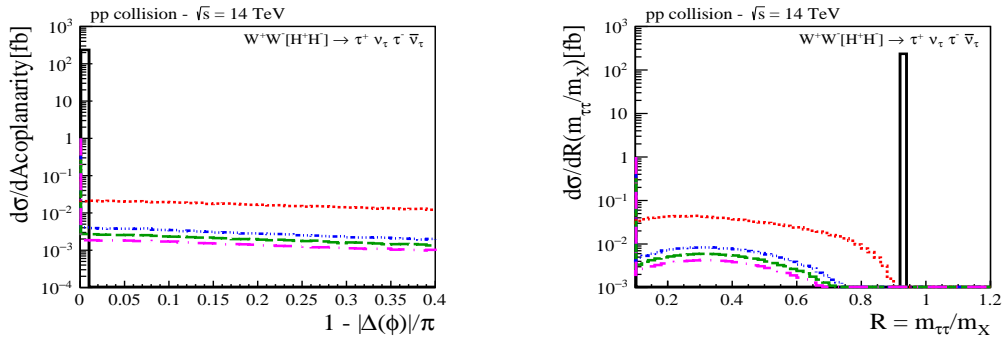 pp collision - √s = 14 TeV
W⁺W⁻[H⁺H⁻] → τ⁺ ν_τ τ⁻ ν̅_τ
dσ/dAcoplanarity[fb]
10³
10²
10
1
10⁻¹
10⁻²
10⁻³
10⁻⁴
0 0.05 0.1 0.15 0.2 0.25 0.3 0.35 0.4
1 - |Δ(ϕ)|/π
pp collision - √s = 14 TeV
W⁺W⁻[H⁺H⁻] → τ⁺ ν_τ τ⁻ ν̅_τ
dσ/dR(m_ττ/m_X)[fb]
10³
10²
10
1
10⁻¹
10⁻²
10⁻³
0.2 0.4 0.6 0.8 1 1.2
R = m_ττ/m_X